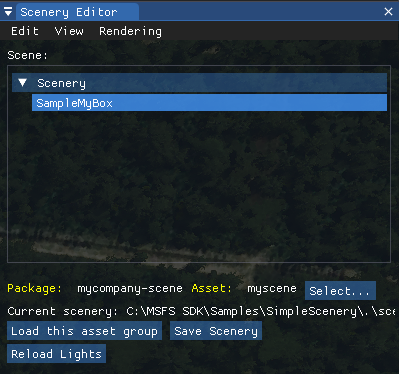 Scenery Editor
Edit View Rendering
Scene:
Scenery
SampleMyBox
Package: mycompany-scene Asset: myscene Select...
Current scenery: C:\MSFS SDK\Samples\SimpleScenery\.\sce
Load this asset group Save Scenery
Reload Lights